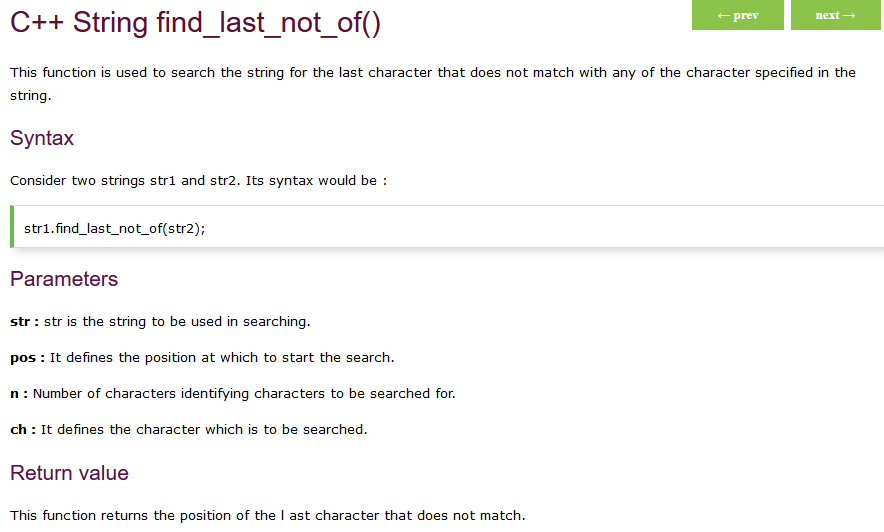 C++ String find_last_not_of()
← prev
next →
This function is used to search the string for the last character that does not match with any of the character specified in the
string.
Syntax
Consider two strings str1 and str2. Its syntax would be :
str1.find_last_not_of(str2);
Parameters
str : str is the string to be used in searching.
pos : It defines the position at which to start the search.
n : Number of characters identifying characters to be searched for.
ch : It defines the character which is to be searched.
Return value
This function returns the position of the l ast character that does not match.